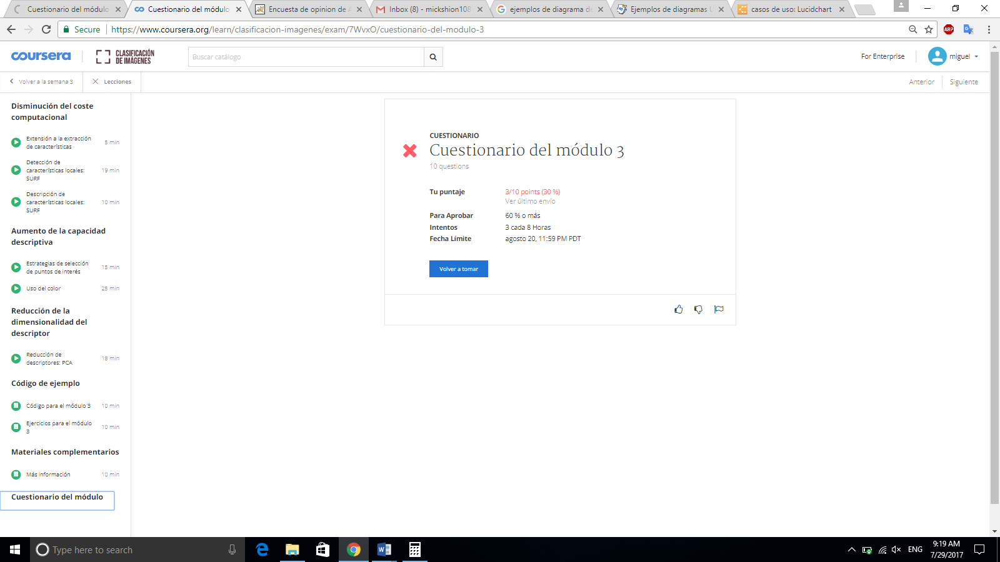 Cuestionario del módulo
Cuestionario del módulo
Encuesta de opinion de A
Inbox (8) - mickshion108
ejemplos de diagrama de
Ejemplos de diagramas U
casos de uso: Lucidchart
Secure
https://www.coursera.org/learn/clasificacion-imagenes/exam/7WvxO/cuestionario-del-modulo-3
ABP
coursera
CLASIFICACIÓN
DE IMÁGENES
Buscar catálogo
For Enterprise
miguel
Volver a la semana 3
Lecciones
Anterior
Siguiente
Disminución del coste
computacional
Extensión a la extracción
de características
5 min
Detección de
características locales:
SURF
19 min
Descripción de
características locales:
SURF
10 min
Aumento de la capacidad
descriptiva
Estrategias de selección
de puntos de interés
15 min
Uso del color
25 min
Reducción de la
dimensionalidad del
descriptor
Reducción de
descriptores: PCA
18 min
Código de ejemplo
Código para el módulo 3
10 min
Ejercicios para el módulo
3
10 min
Materiales complementarios
Más información
10 min
Cuestionario del módulo
CUESTIONARIO
Cuestionario del módulo 3
10 questions
Tu puntaje
3/10 points (30 %)
Ver último envío
Para Aprobar
60 % o más
Intentos
3 cada 8 Horas
Fecha Límite
agosto 20, 11:59 PM PDT
Volver a tomar
Type here to search
ENG
9:19 AM
7/29/2017